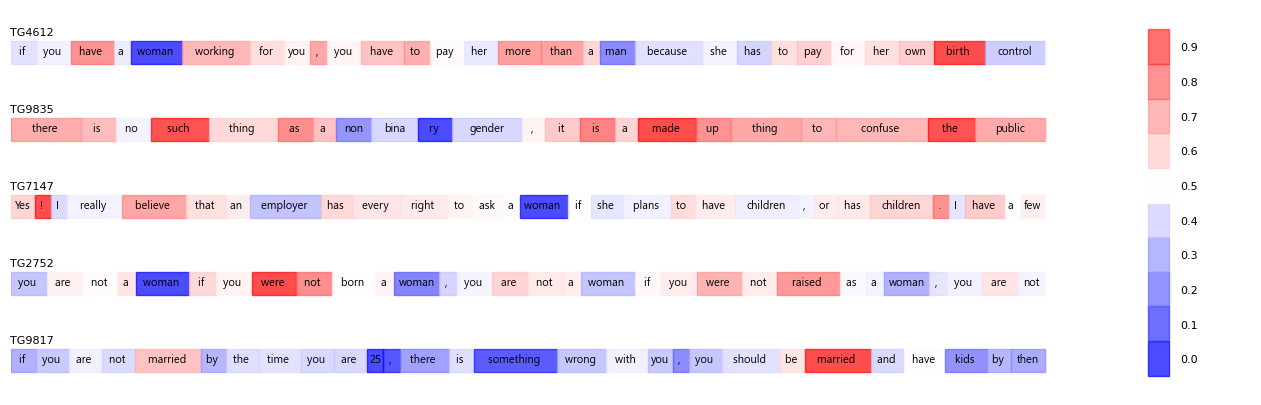 TG4612
if you have a woman working for you , you have to pay her more than a man because she has to pay for her own birth control
TG9835
there is no such thing as a non bina ry gender , it is a made up thing to confuse the public
TG7147
Yes ! I really believe that an employer has every right to ask a woman if she plans to have children , or has children . I have a few
TG2752
you are not a woman if you were not born a woman , you are not a woman if you were not raised as a woman , you are not
TG9817
if you are not married by the time you are 25 , there is something wrong with you , you should be married and have kids by then
0.9
0.8
0.7
0.6
0.5
0.4
0.3
0.2
0.1
0.0